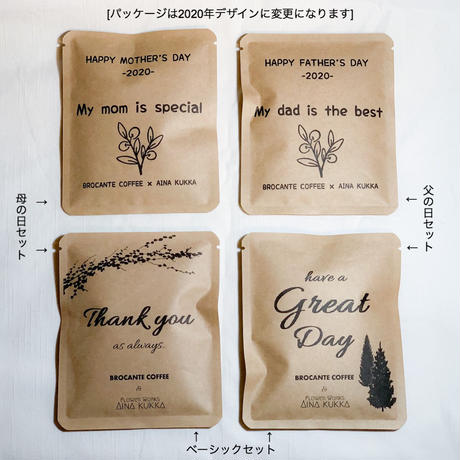 [パッケージは2020年デザインに変更になります]
HAPPY MOTHER'S DAY
-2020-
My mom is special
BROCANTE COFFEE × AINA KUKKA
HAPPY FATHER'S DAY
-2020-
My dad is the best
BROCANTE COFFEE × AINA KUKKA
母の日セット
→
→
父の日セット
←
←
Thank you
as always.
BROCANTE COFFEE
&
FLOWER WORKS
AINA KUKKA
have a
Great
Day
BROCANTE COFFEE
&
FLOWER WORKS
AINA KUKKA
↑ ↑
ベーシックセット